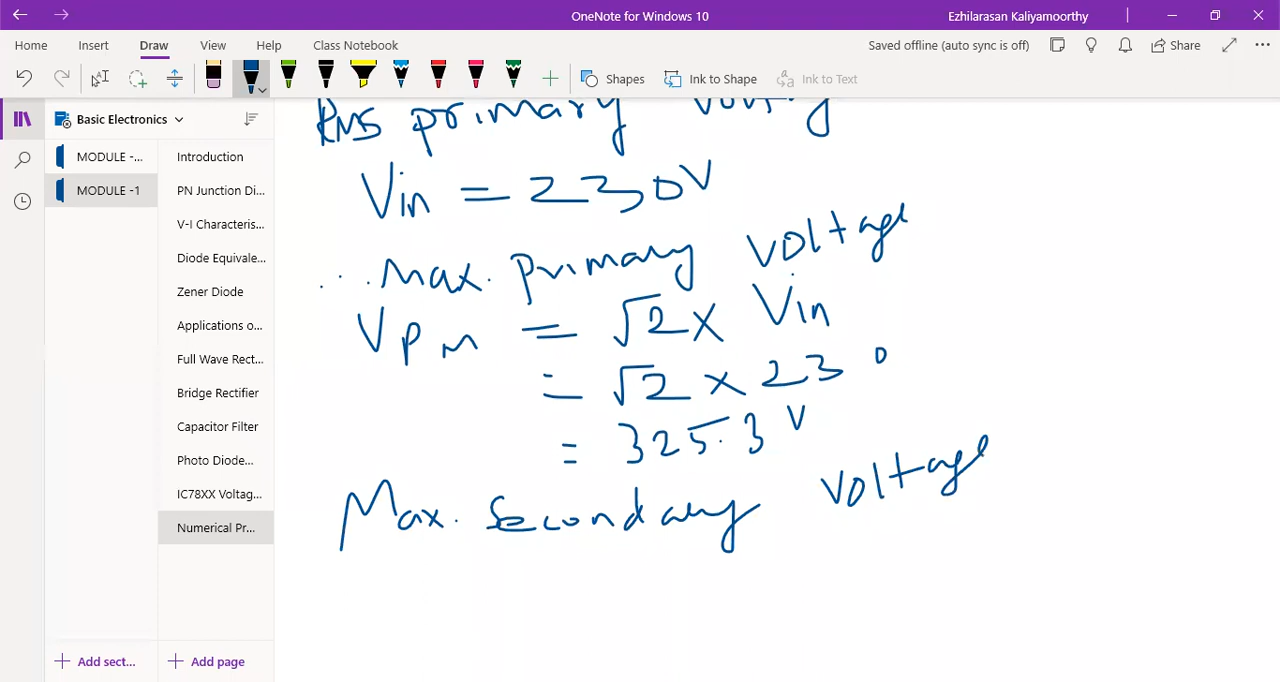 OneNote for Windows 10
Ezhilarasan Kaliyamoorthy
Home Insert Draw View Help Class Notebook
Saved offline (auto sync is off) Share
Shapes Ink to Shape Ink to Text
Basic Electronics
MODULE -...
MODULE -1
Introduction
PN Junction Di...
V-I Characteris...
Diode Equivale...
Zener Diode
Applications o...
Full Wave Rect...
Bridge Rectifier
Capacitor Filter
Photo Diode...
IC78XX Voltag...
Numerical Pr...
Add sect...
Add page
RMS primary
Vin = 230V
∴ Max. primary voltage
VPM = √2 x Vin
= √2 x 230
= 325.3 V
Max. Secondary voltage